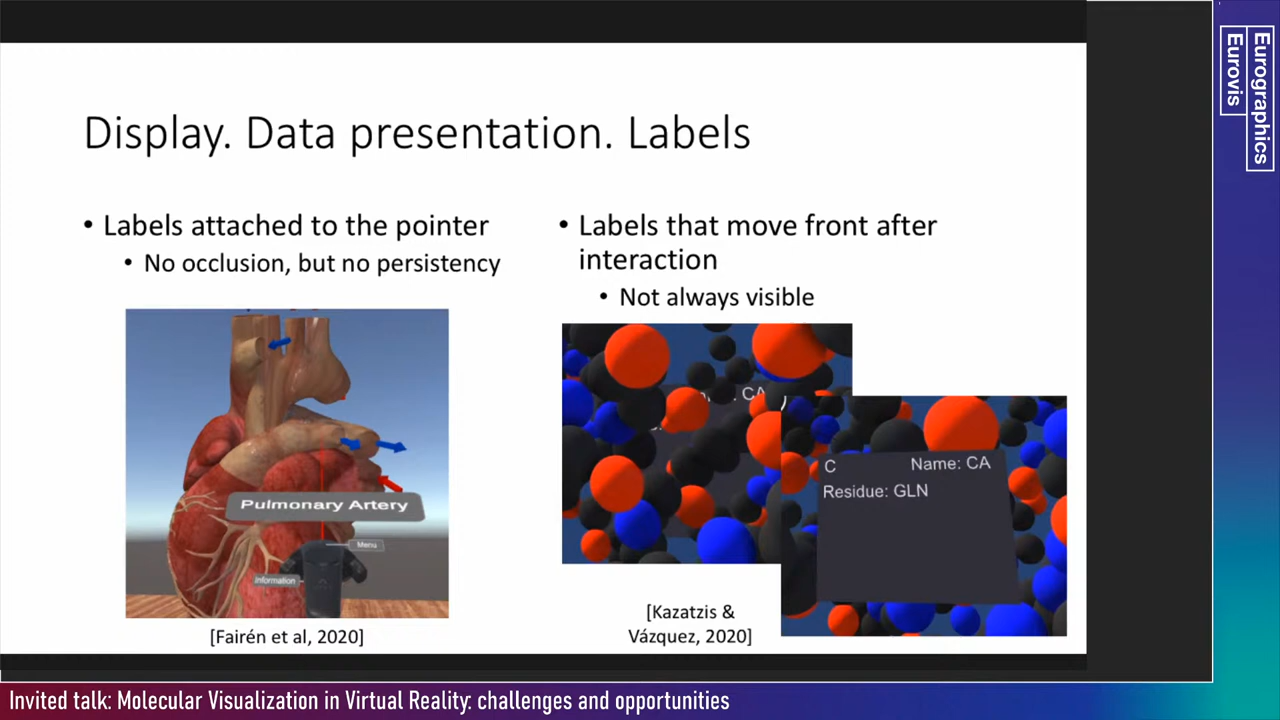 Display. Data presentation. Labels
• Labels attached to the pointer
• No occlusion, but no persistency
Pulmonary Artery
Menu
Information
[Fairén et al, 2020]
• Labels that move front after
interaction
• Not always visible
CA
C Name: CA
Residue: GLN
[Kazatzis &
Vázquez, 2020]
Eurographics
Eurovis
Invited talk: Molecular Visualization in Virtual Reality: challenges and opportunities